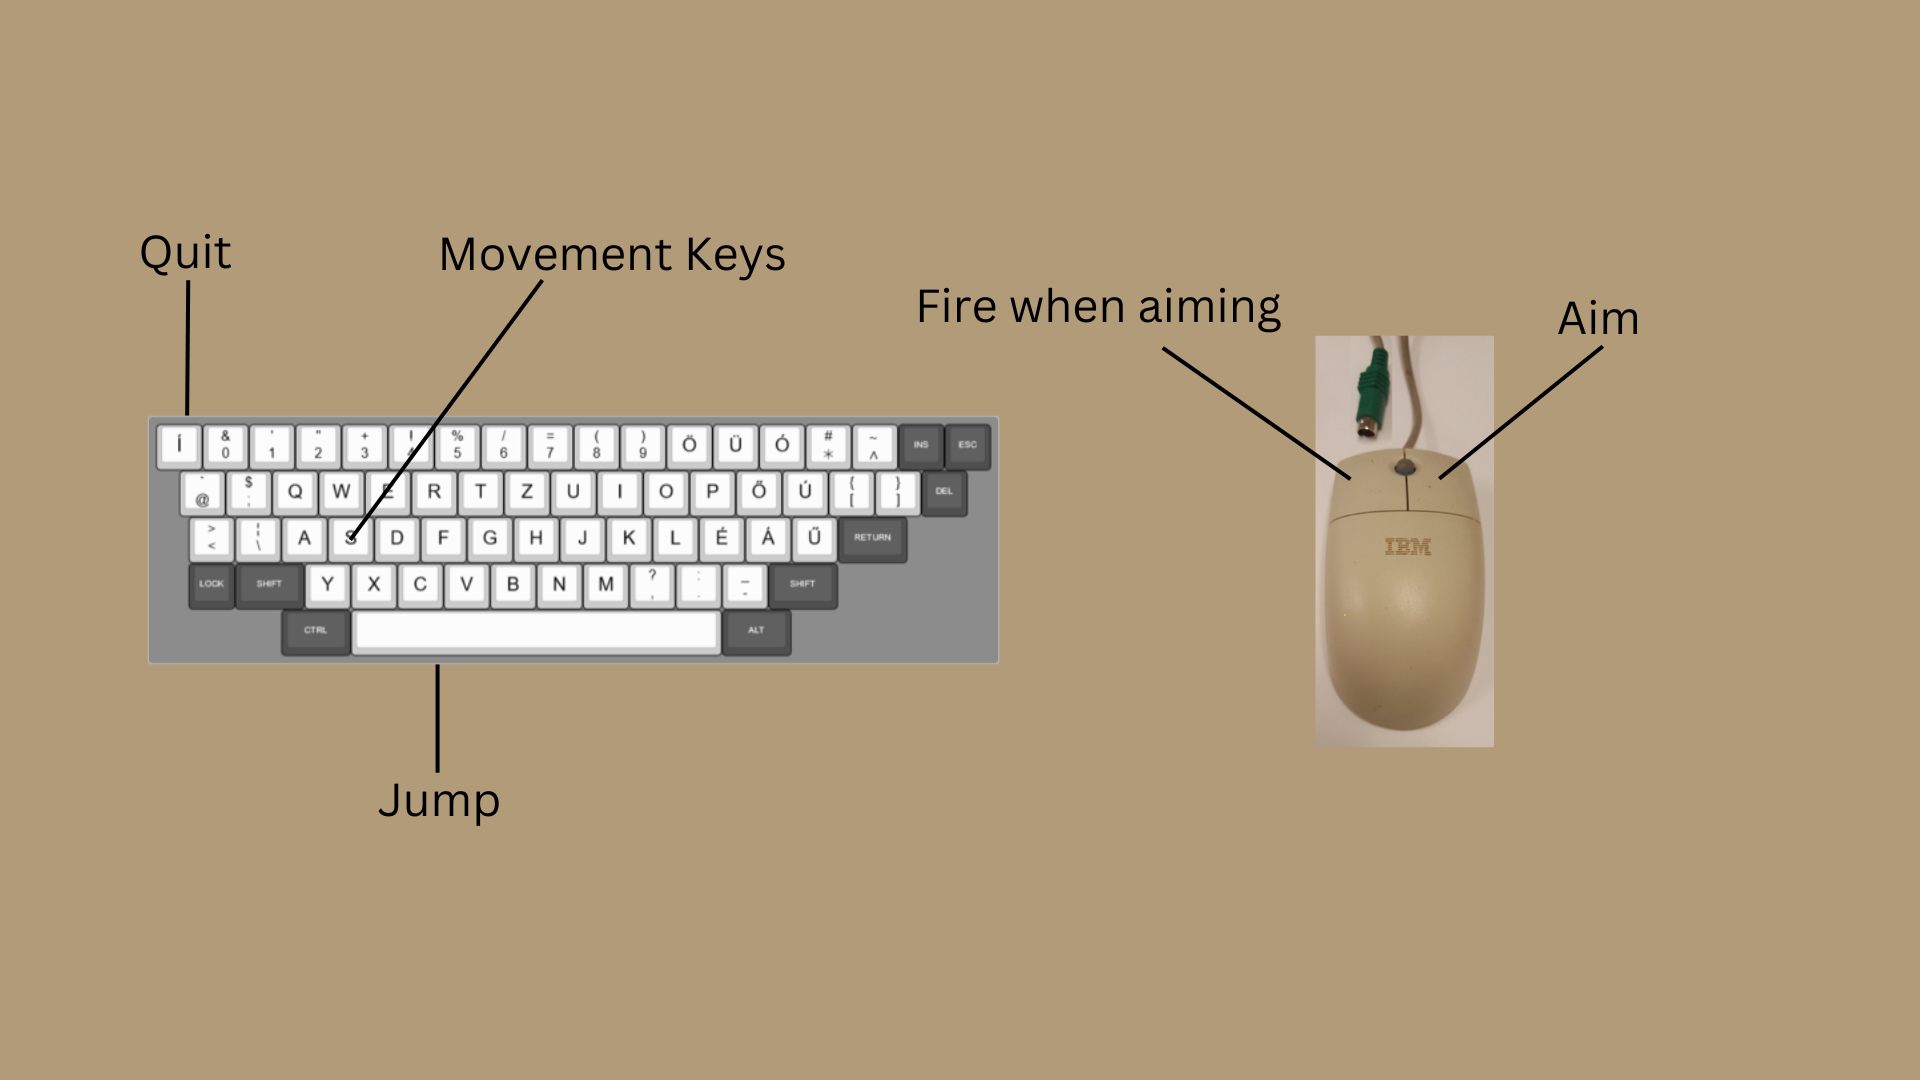 Quit
Movement Keys
Fire when aiming
Aim
Í & 0 ' 1 " 2 + 3 ! 4 % 5 / 6 = 7 ( 8 ) 9 Ö Ü Ó # * ~ ^ INS ESC
` @ $ ; Q W E R T Z U I O P Ő Ú { [ } ] DEL
> < ¦ \ A S D F G H J K L É Á Ű RETURN
LOCK SHIFT Y X C V B N M ? , : . _ - SHIFT
CTRL ALT
IBM
Jump